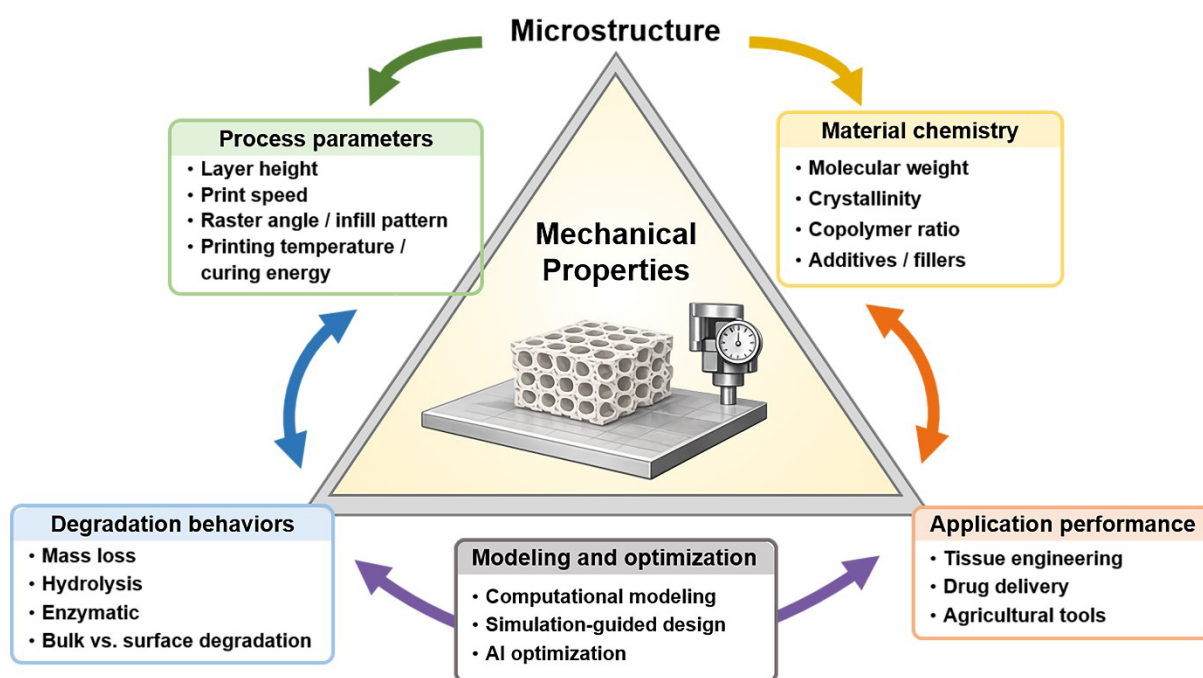 Microstructure
Process parameters
• Layer height
• Print speed
• Raster angle / infill pattern
• Printing temperature /
curing energy
Material chemistry
• Molecular weight
• Crystallinity
• Copolymer ratio
• Additives / fillers
Mechanical
Properties
Degradation behaviors
• Mass loss
• Hydrolysis
• Enzymatic
• Bulk vs. surface degradation
Modeling and optimization
• Computational modeling
• Simulation-guided design
• AI optimization
Application performance
• Tissue engineering
• Drug delivery
• Agricultural tools